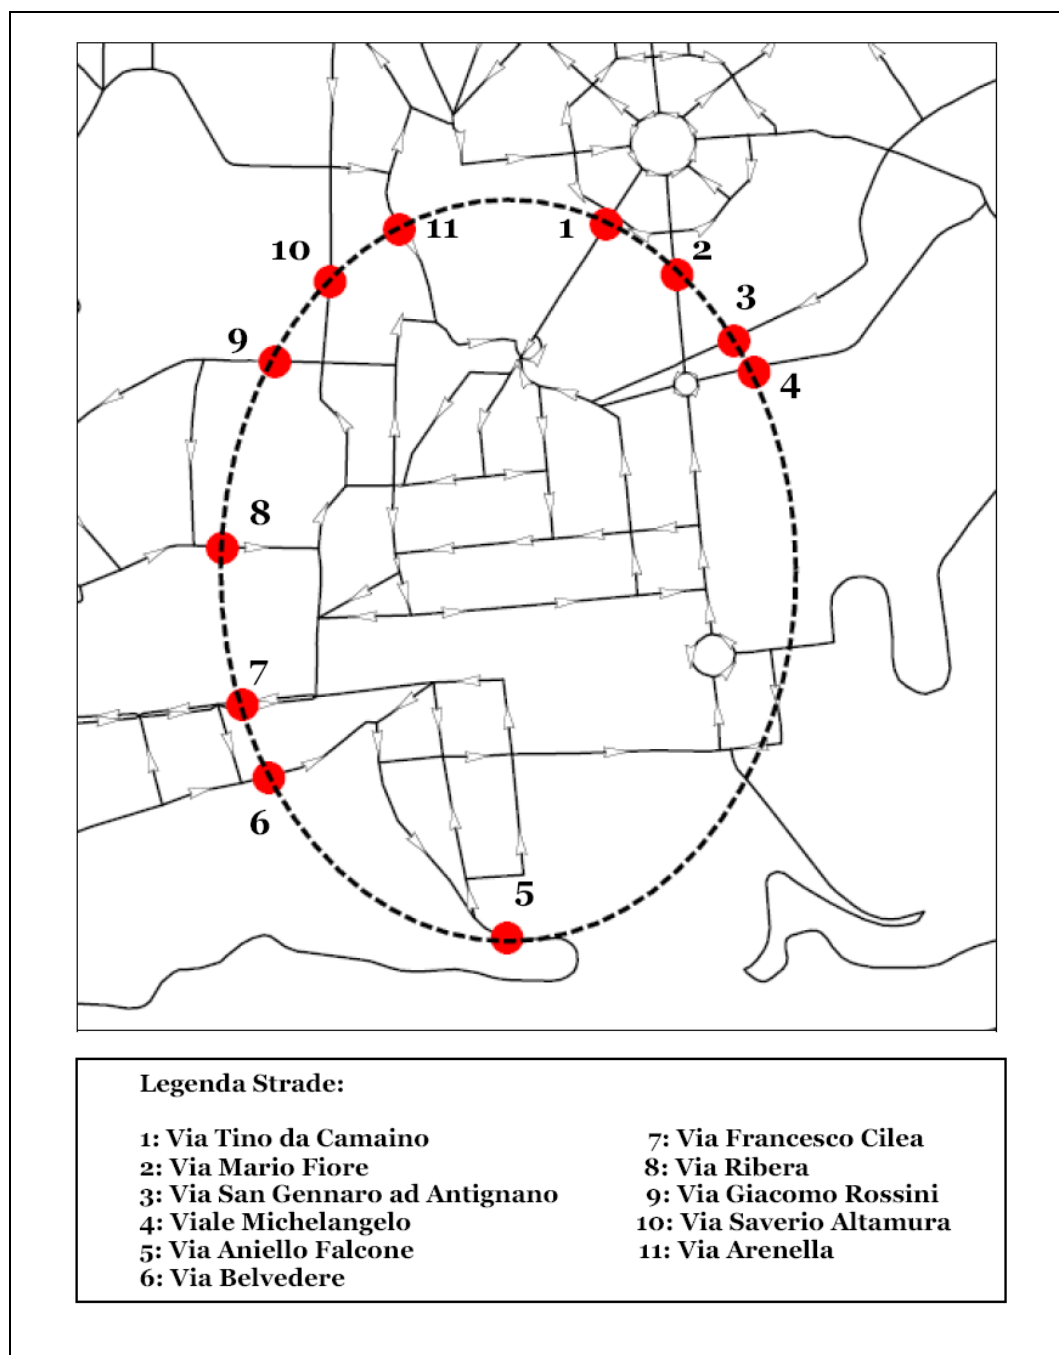 11
1
10
2
3
9
4
8
7
6
5
Legenda Strade:
1: Via Tino da Camaino
2: Via Mario Fiore
3: Via San Gennaro ad Antignano
4: Viale Michelangelo
5: Via Aniello Falcone
6: Via Belvedere
7: Via Francesco Cilea
8: Via Ribera
9: Via Giacomo Rossini
10: Via Saverio Altamura
11: Via Arenella